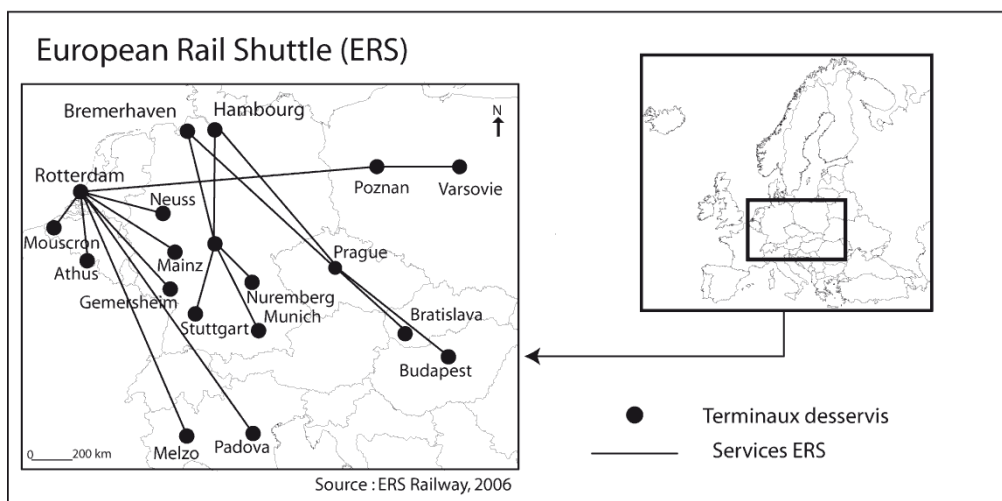 European Rail Shuttle (ERS)
Bremerhaven
Hambourg
N
Rotterdam
Neuss
Poznan
Varsovie
Mouscron
Athus
Mainz
Prague
Gemersheim
Nuremberg
Stuttgart
Munich
Bratislava
Budapest
Melzo
Padova
0
200 km
Source : ERS Railway, 2006
Terminaux desservis
Services ERS